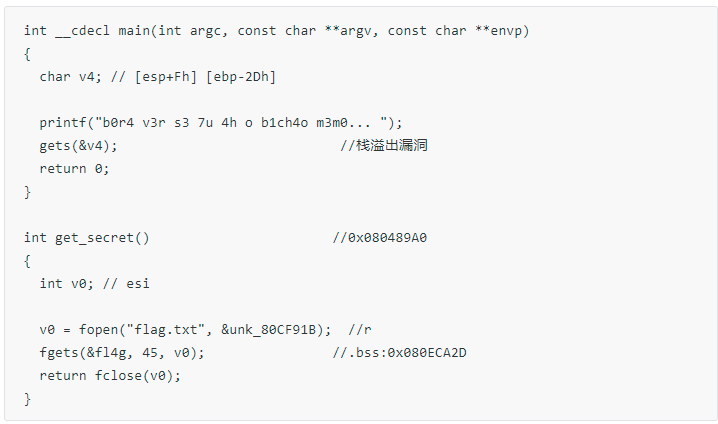 int __cdecl main(int argc, const char **argv, const char **envp)
{
char v4; // [esp+Fh] [ebp-2Dh]
printf("b0r4 v3r s3 7u 4h o b1ch4o m3m0... ");
gets(&v4); //栈溢出漏洞
return 0;
}
int get_secret() //0x080489A0
{
int v0; // esi
v0 = fopen("flag.txt", &unk_80CF91B); //r
fgets(&fl4g, 45, v0); //.bss:0x080ECA2D
return fclose(v0);
}